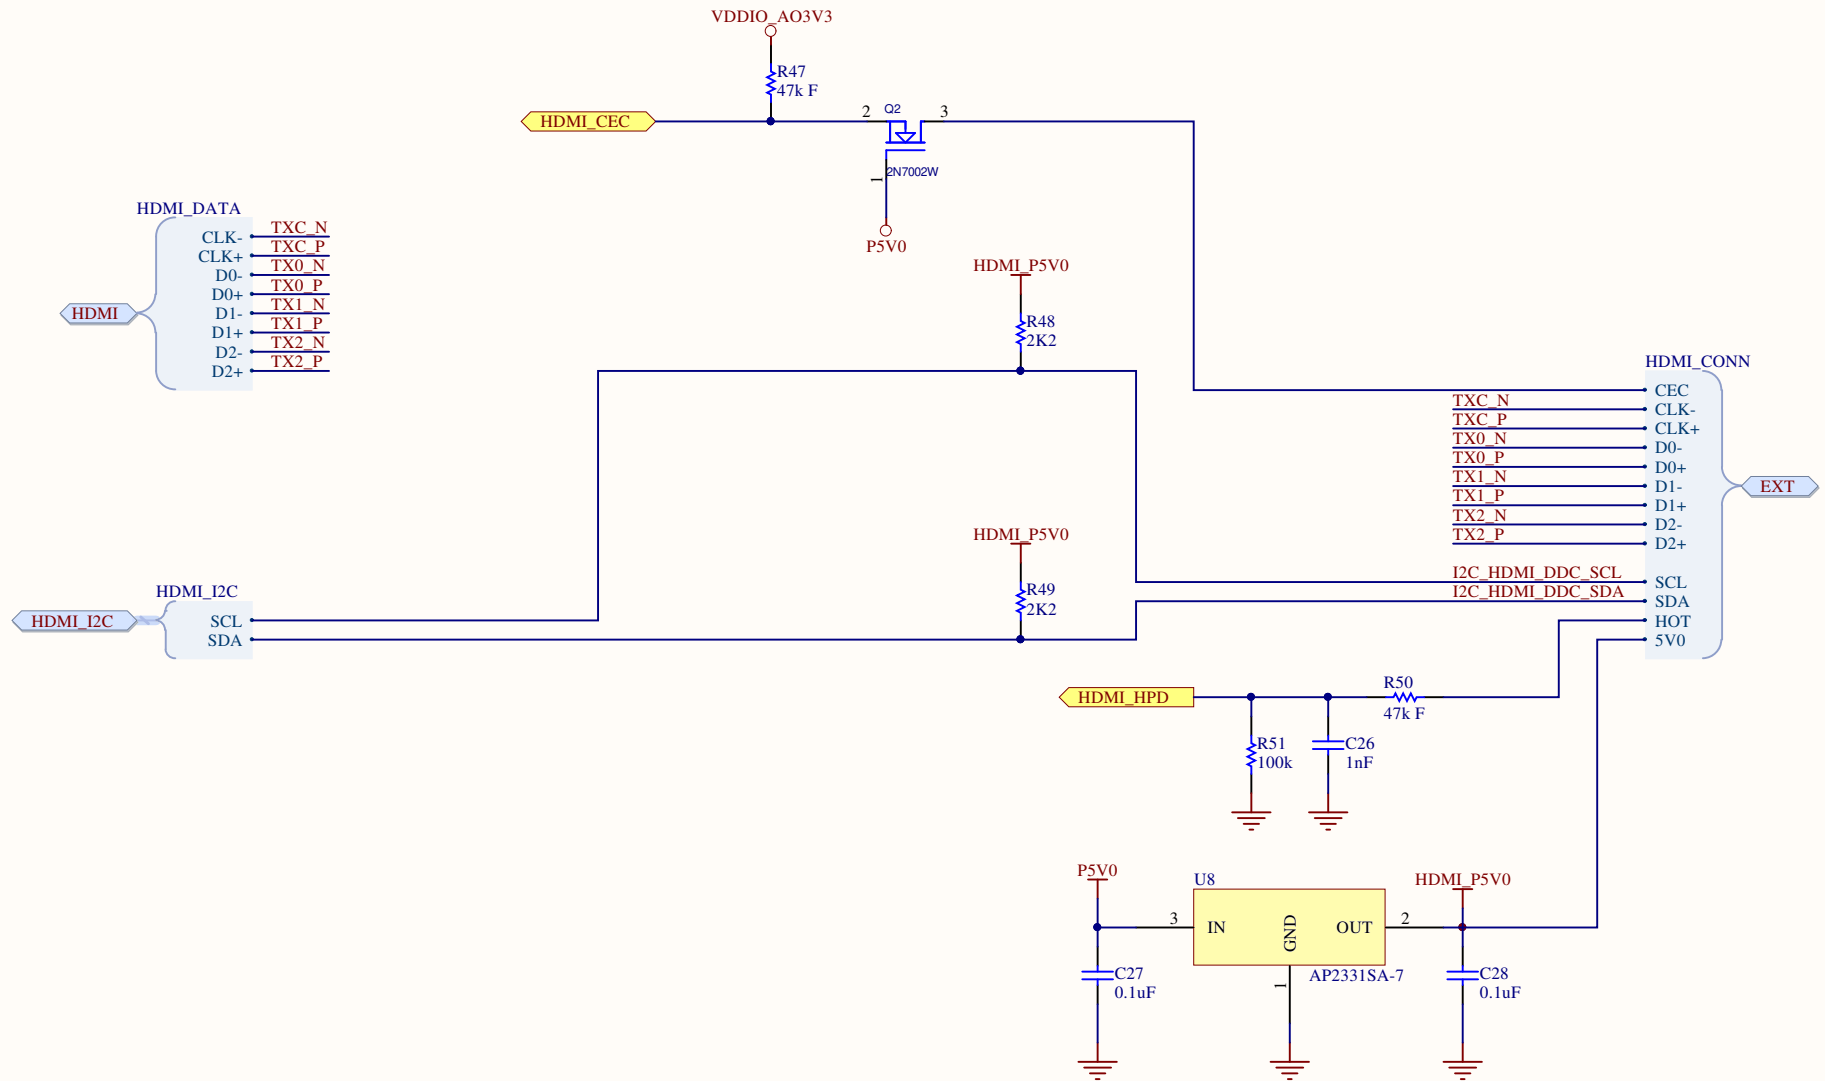 VDDIO_AO3V3
R47
47k F
HDMI_CEC
2
Q2
3
2N7002W
1
P5V0
HDMI_DATA
CLK-
TXC_N
CLK+
TXC_P
D0-
TX0_N
D0+
TX0_P
D1-
TX1_N
D1+
TX1_P
D2-
TX2_N
D2+
TX2_P
HDMI
HDMI_P5V0
R48
2K2
HDMI_CONN
CEC
TXC_N
CLK-
TXC_P
CLK+
TX0_N
D0-
TX0_P
D0+
TX1_N
D1-
TX1_P
D1+
TX2_N
D2-
TX2_P
D2+
EXT
I2C_HDMI_DDC_SCL
SCL
I2C_HDMI_DDC_SDA
SDA
HOT
5V0
HDMI_P5V0
R49
2K2
HDMI_I2C
HDMI_I2C
SCL
SDA
HDMI_HPD
R50
47k F
R51
100k
C26
1nF
P5V0
U8
HDMI_P5V0
3
IN
GND
OUT
2
1
AP2331SA-7
C27
0.1uF
C28
0.1uF